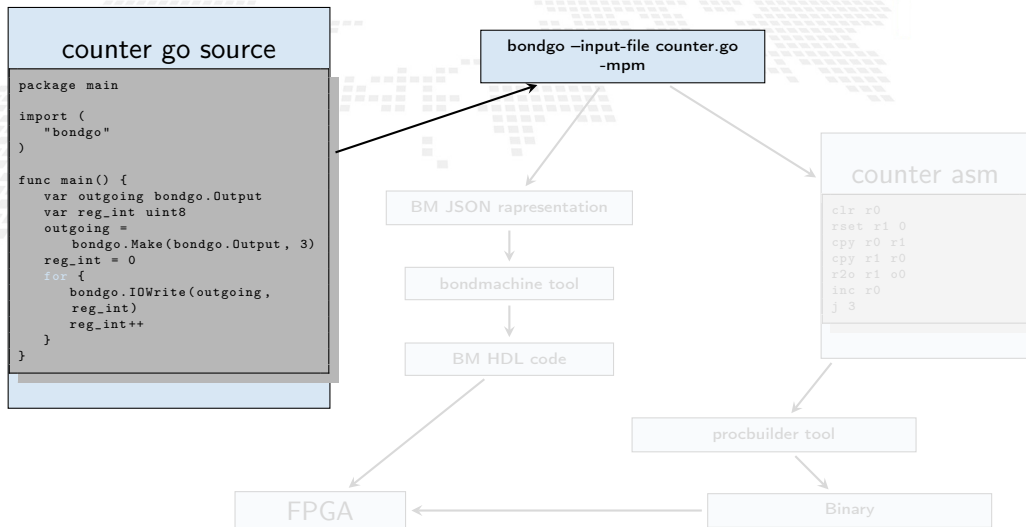 counter go source
package main
import (
"bondgo"
)
func main() {
var outgoing bondgo.Output
var reg_int uint8
outgoing =
bondgo.Make(bondgo.Output, 3)
reg_int = 0
for {
bondgo.IOWrite(outgoing,
reg_int)
reg_int++
}
}
bondgo –input-file counter.go
-mpm
BM JSON rapresentation
bondmachine tool
BM HDL code
FPGA
counter asm
clr r0
rset r1 0
cpy r0 r1
cpy r1 r0
r2o r1 o0
inc r0
j 3
procbuilder tool
Binary